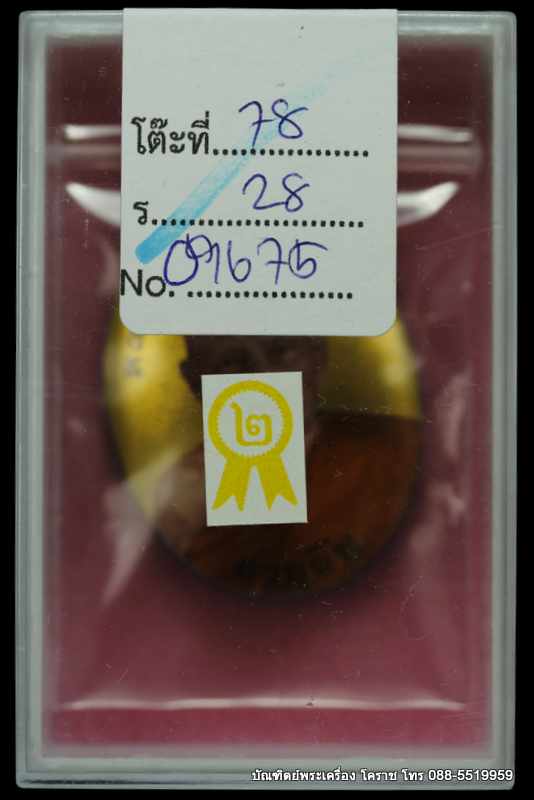 โต๊ะที่ 78
ร 28
No. 091675
๒
บัณฑิตย์พระเครื่อง โคราช โทร 088-5519959